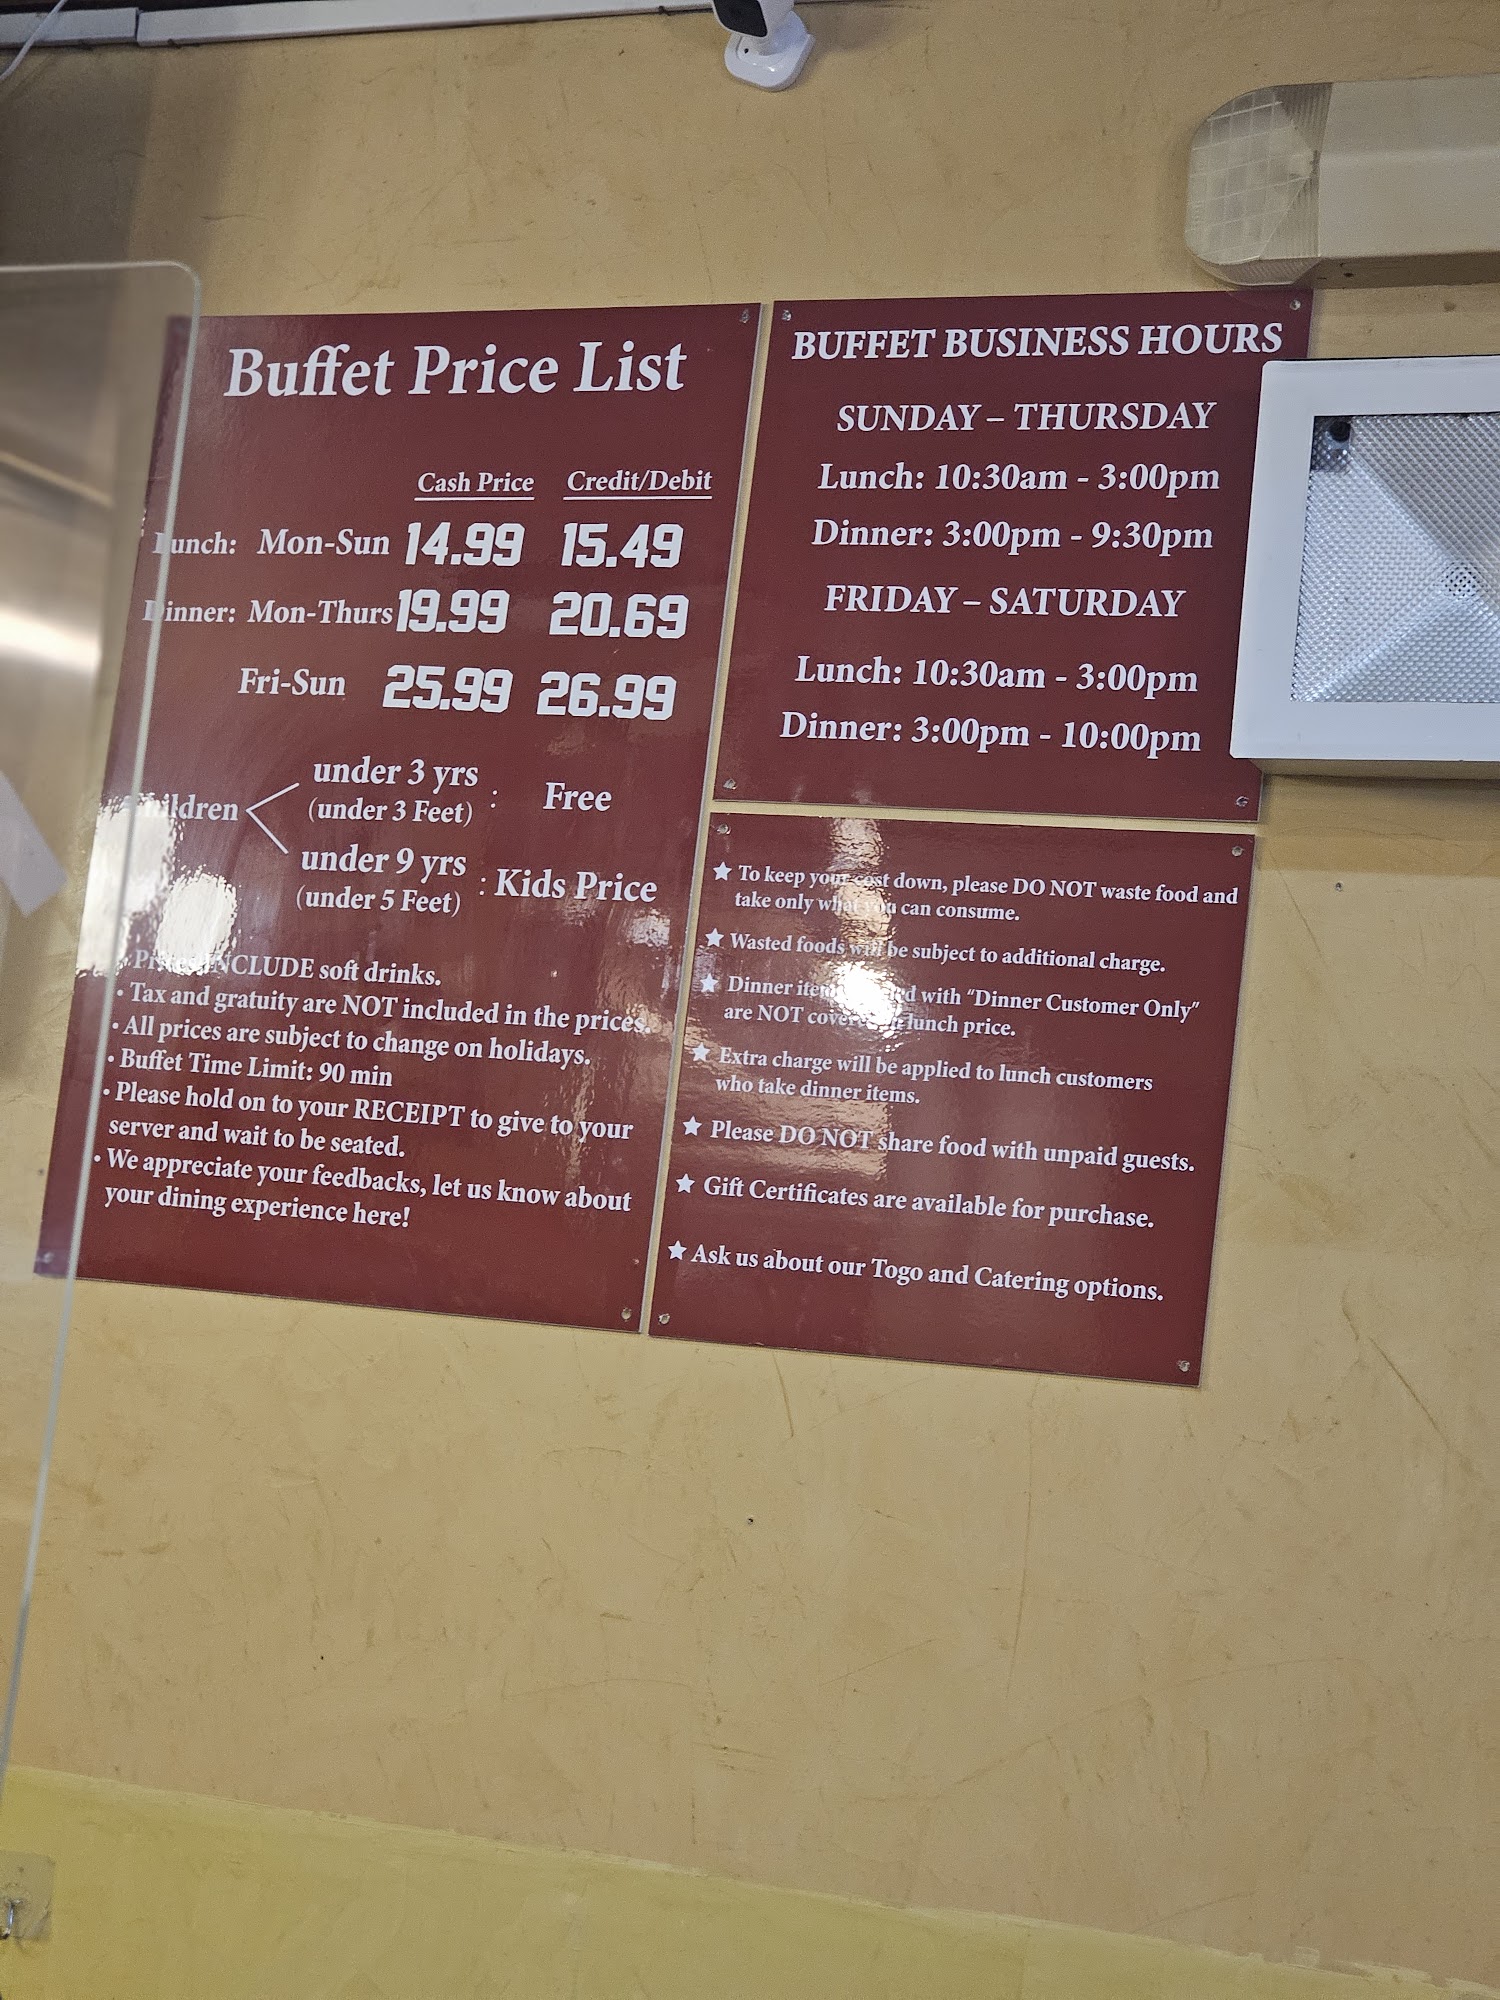 Buffet Price List
Cash Price Credit/Debit
Lunch: Mon-Sun 14.99 15.49
Dinner: Mon-Thurs 19.99 20.69
Fri-Sun 25.99 26.99
Children
under 3 yrs : Free
(under 3 Feet)
under 9 yrs : Kids Price
(under 5 Feet)
• Prices INCLUDE soft drinks.
• Tax and gratuity are NOT included in the prices.
• All prices are subject to change on holidays.
• Buffet Time Limit: 90 min
• Please hold on to your RECEIPT to give to your
server and wait to be seated.
• We appreciate your feedbacks, let us know about
your dining experience here!
BUFFET BUSINESS HOURS
SUNDAY – THURSDAY
Lunch: 10:30am - 3:00pm
Dinner: 3:00pm - 9:30pm
FRIDAY – SATURDAY
Lunch: 10:30am - 3:00pm
Dinner: 3:00pm - 10:00pm
★ To keep your cost down, please DO NOT waste food and
take only what you can consume.
★ Wasted foods will be subject to additional charge.
★ Dinner items with "Dinner Customer Only"
are NOT covered lunch price.
★ Extra charge will be applied to lunch customers
who take dinner items.
★ Please DO NOT share food with unpaid guests.
★ Gift Certificates are available for purchase.
★ Ask us about our Togo and Catering options.